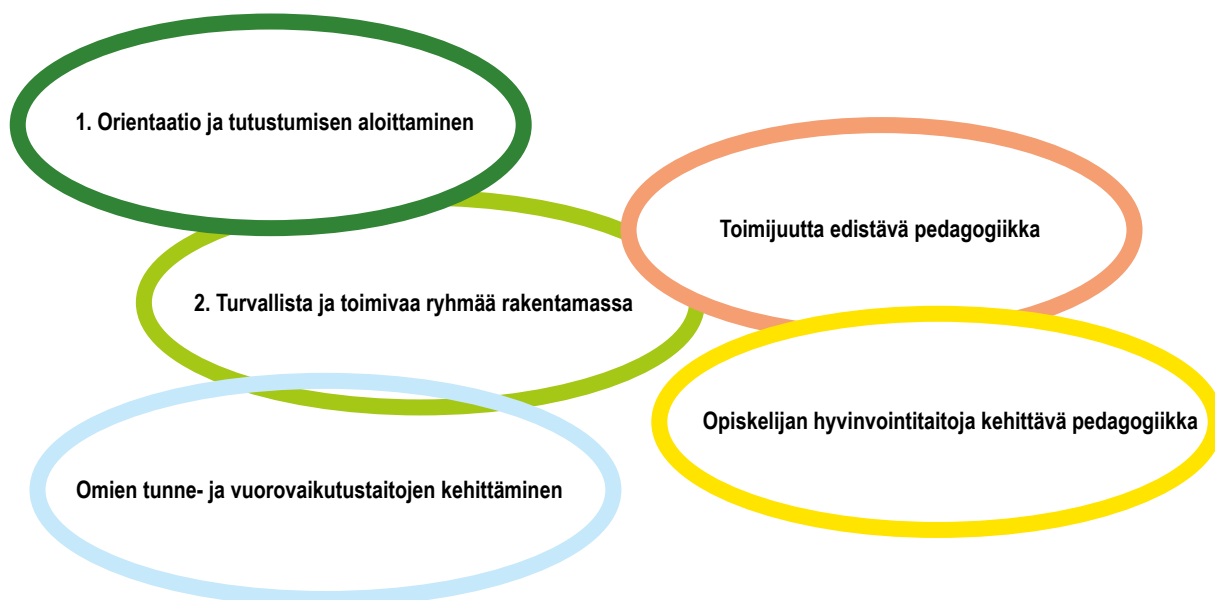 1. Orientaatio ja tutustumisen aloittaminen
Toimijuutta edistävä pedagogiikka
2. Turvallista ja toimivaa ryhmää rakentamassa
Opiskelijan hyvinvointitaitoja kehittävä pedagogiikka
Omien tunne- ja vuorovaikutustaitojen kehittäminen